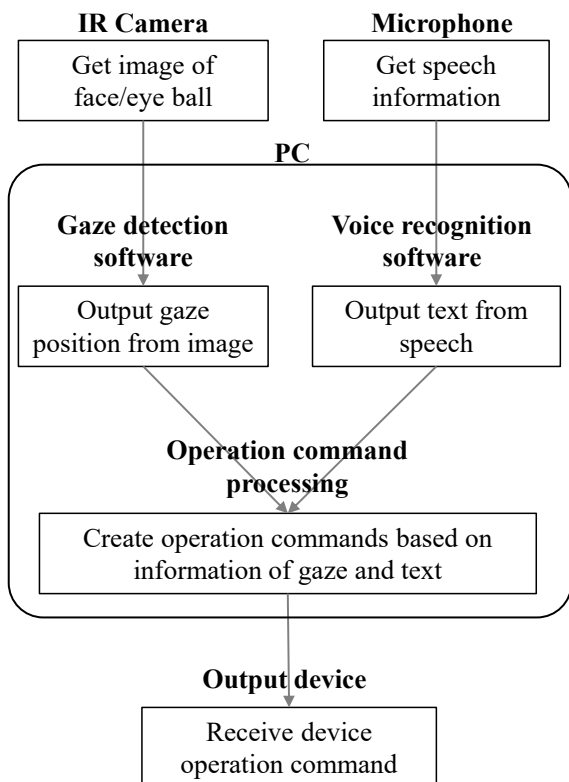 IR Camera
Get image of
face/eye ball
Microphone
Get speech
information
PC
Gaze detection
software
Output gaze
position from image
Voice recognition
software
Output text from
speech
Operation command
processing
Create operation commands based on
information of gaze and text
Output device
Receive device
operation command